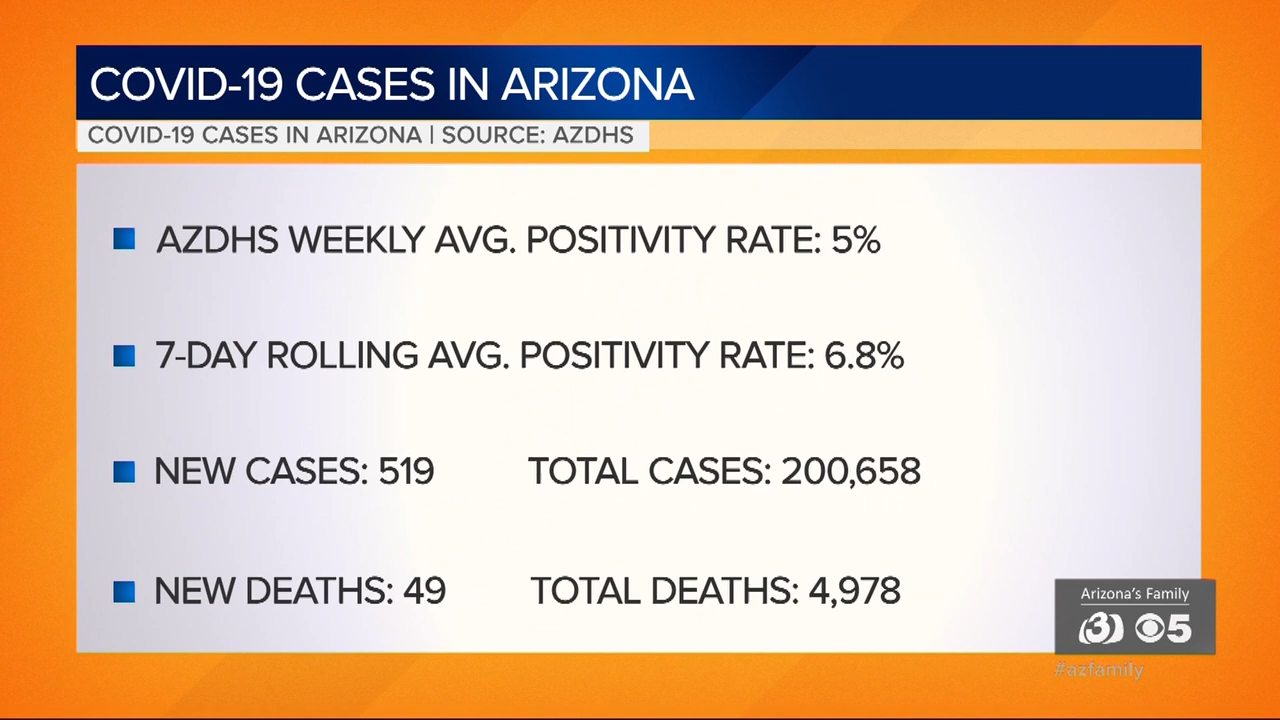 COVID-19 CASES IN ARIZONA
COVID-19 CASES IN ARIZONA | SOURCE: AZDHS
AZDHS WEEKLY AVG. POSITIVITY RATE: 5%
7-DAY ROLLING AVG. POSITIVITY RATE: 6.8%
NEW CASES: 519 TOTAL CASES: 200,658
NEW DEATHS: 49 TOTAL DEATHS: 4,978
Arizona's Family
3 5
#azfamily